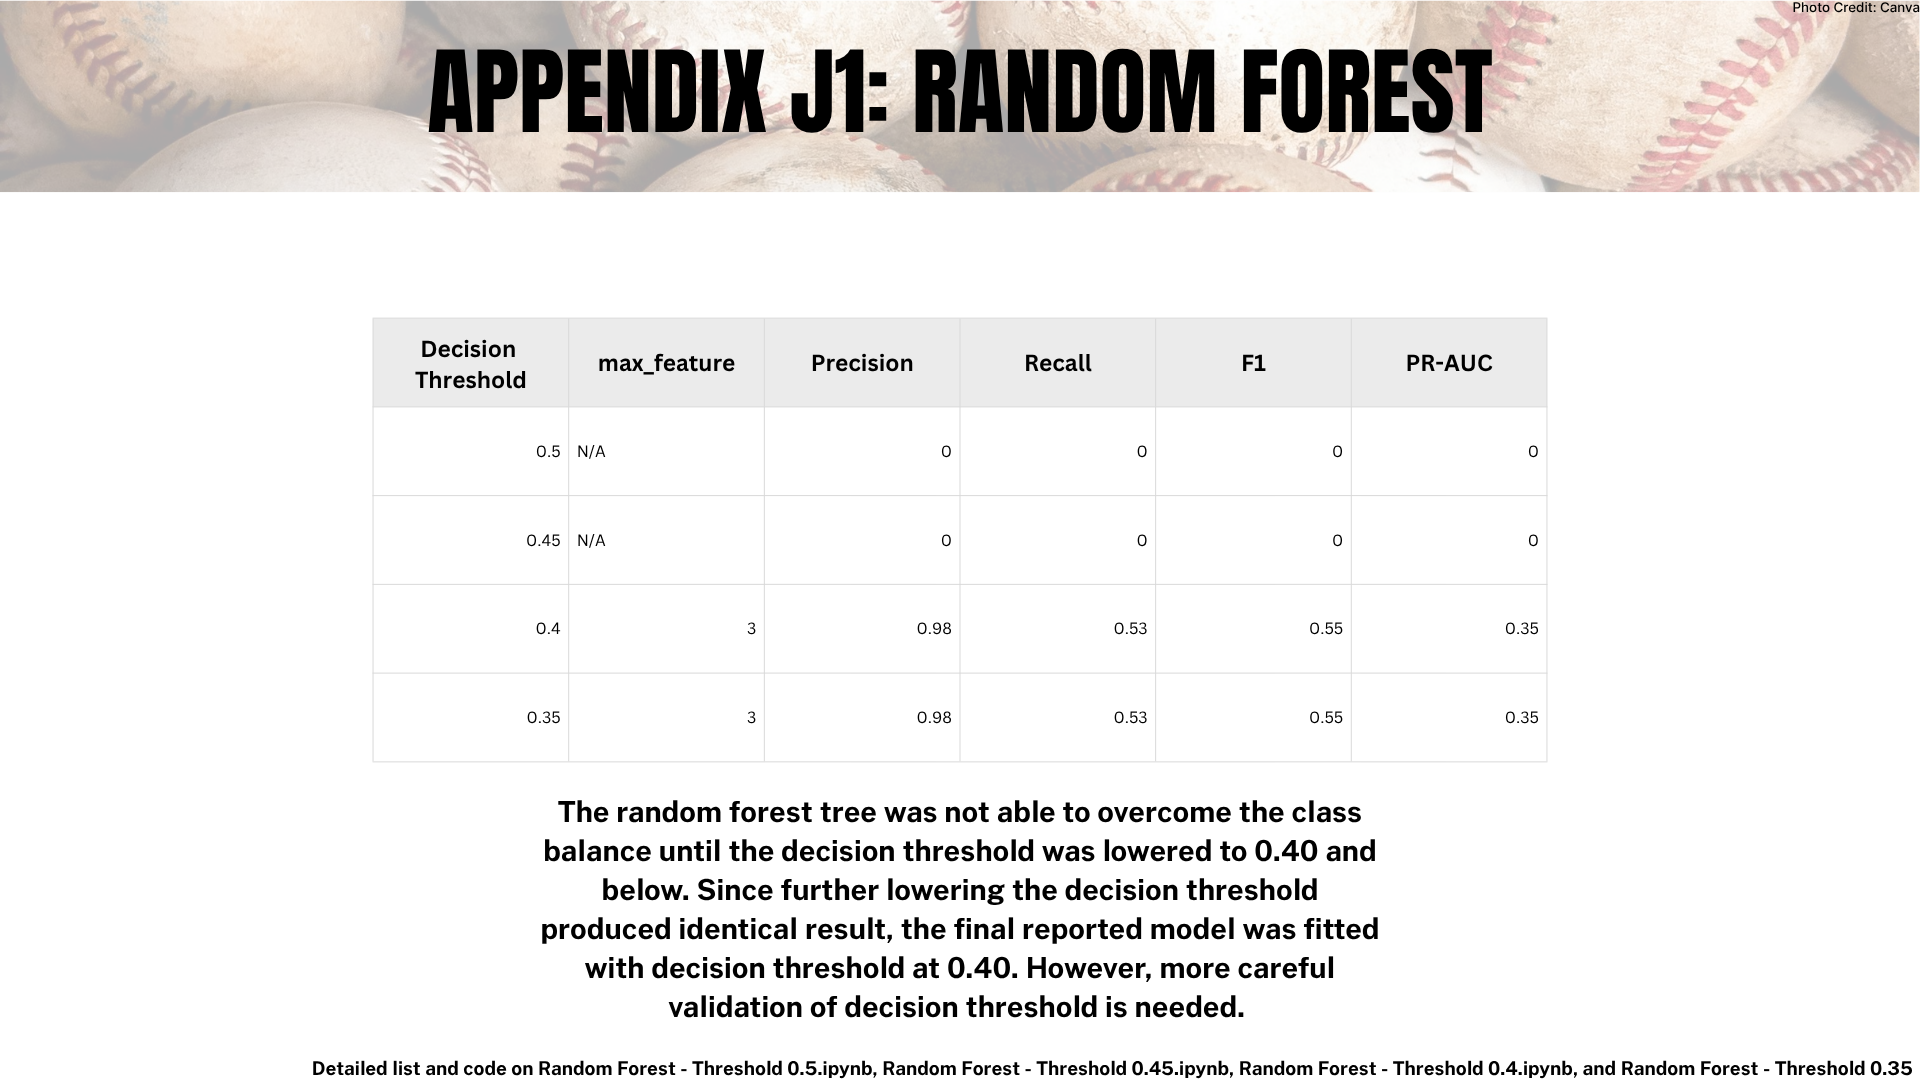 Photo Credit: Canva
APPENDIX J1: RANDOM FOREST
Decision Threshold max_feature Precision Recall F1 PR-AUC
0.5 N/A 0 0 0 0
0.45 N/A 0 0 0 0
0.4 3 0.98 0.53 0.55 0.35
0.35 3 0.98 0.53 0.55 0.35
The random forest tree was not able to overcome the class
balance until the decision threshold was lowered to 0.40 and
below. Since further lowering the decision threshold
produced identical result, the final reported model was fitted
with decision threshold at 0.40. However, more careful
validation of decision threshold is needed.
Detailed list and code on Random Forest - Threshold 0.5.ipynb, Random Forest - Threshold 0.45.ipynb, Random Forest - Threshold 0.4.ipynb, and Random Forest - Threshold 0.35